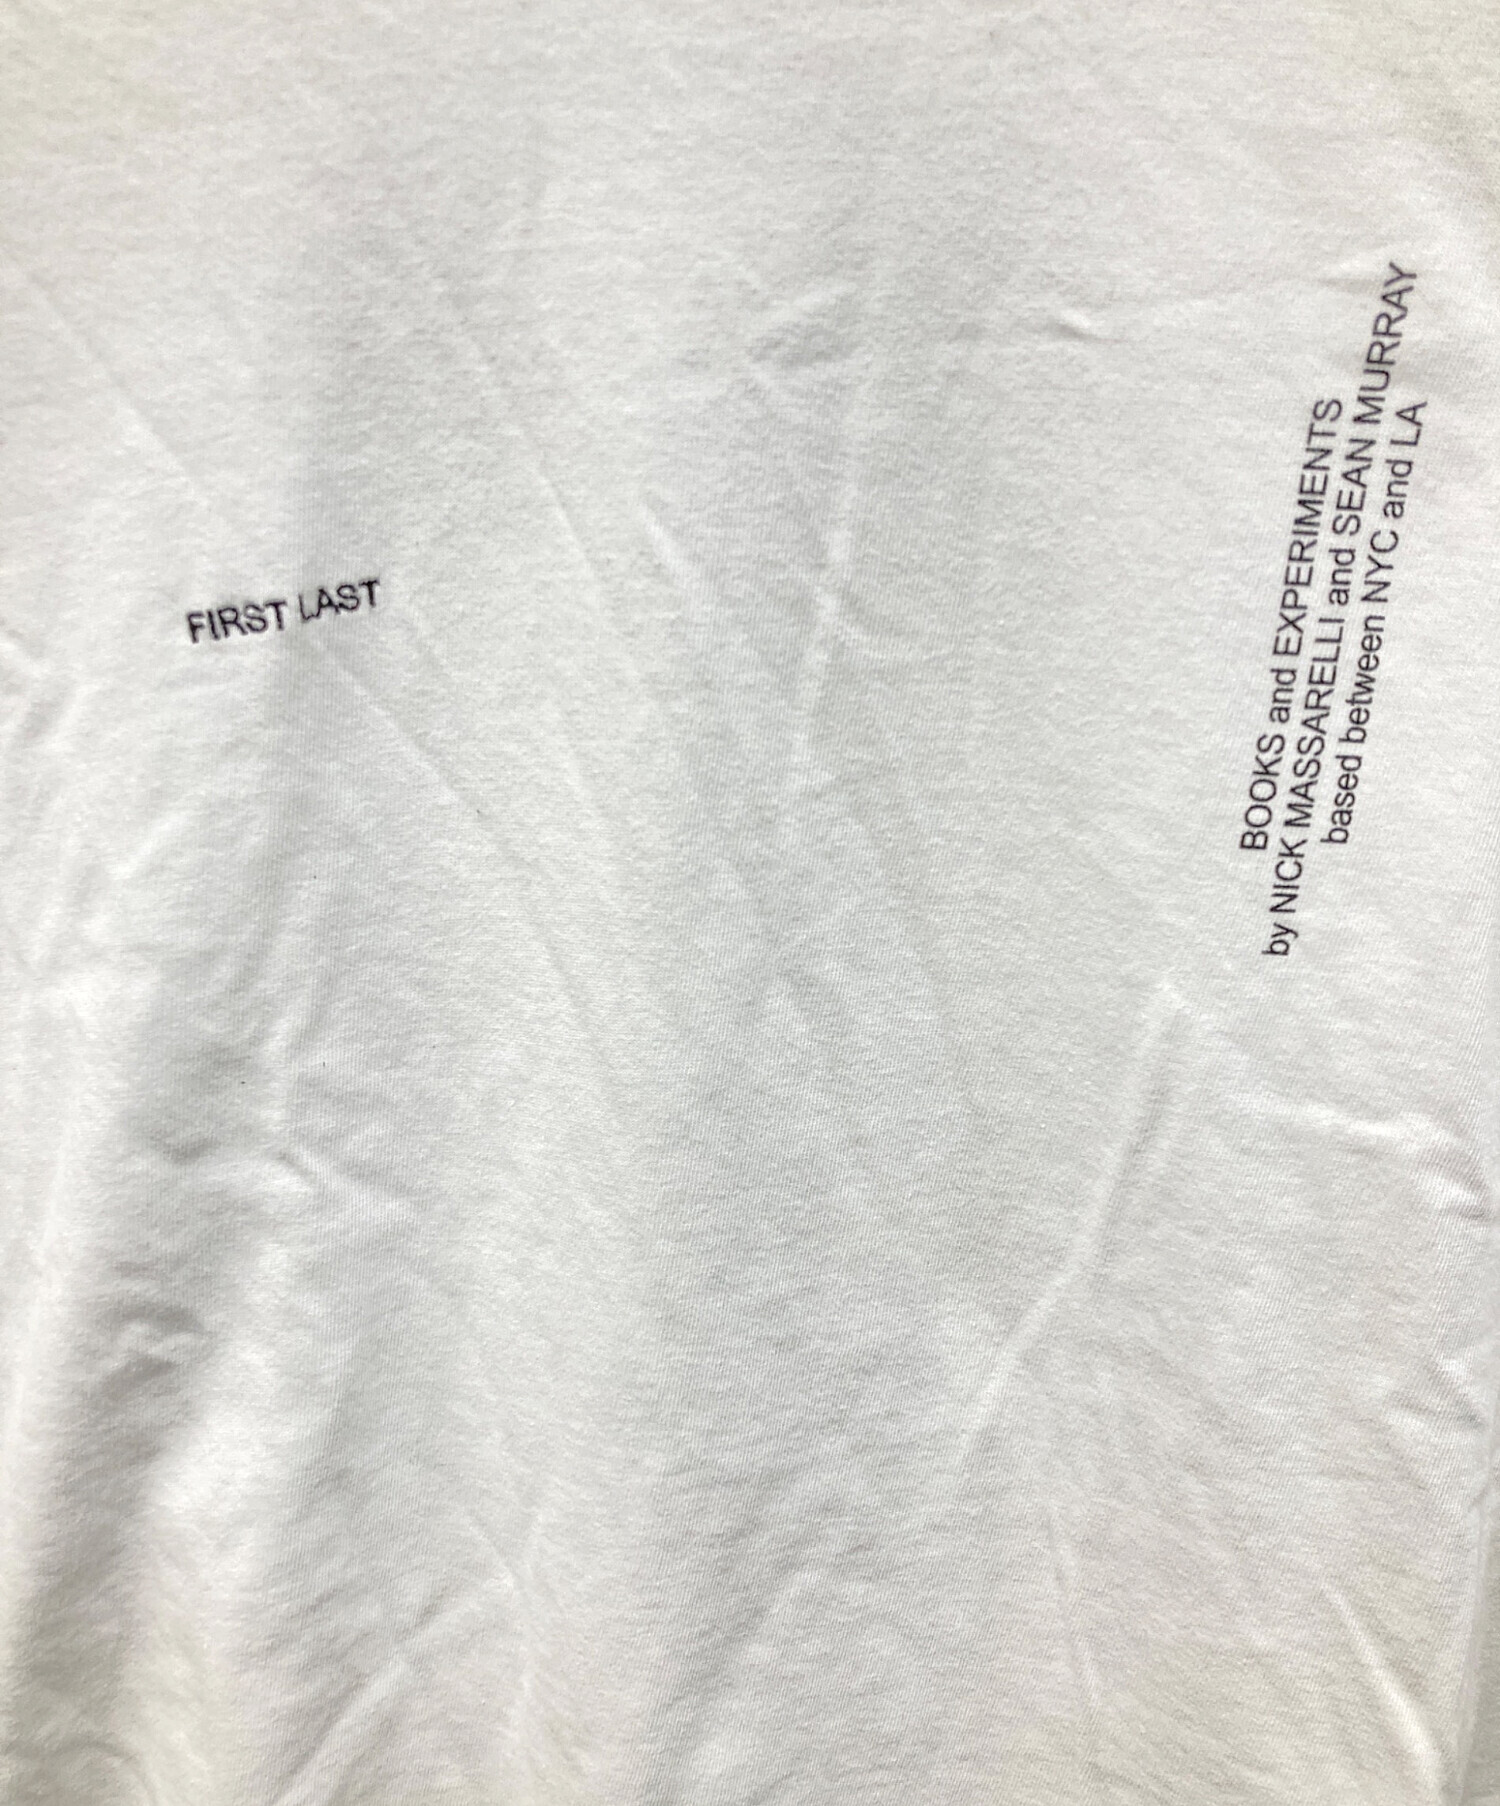 FIRST LAST
BOOKS and EXPERIMENTS
by NICK MASSARELLI and SEAN MURRAY
based between NYC and LA